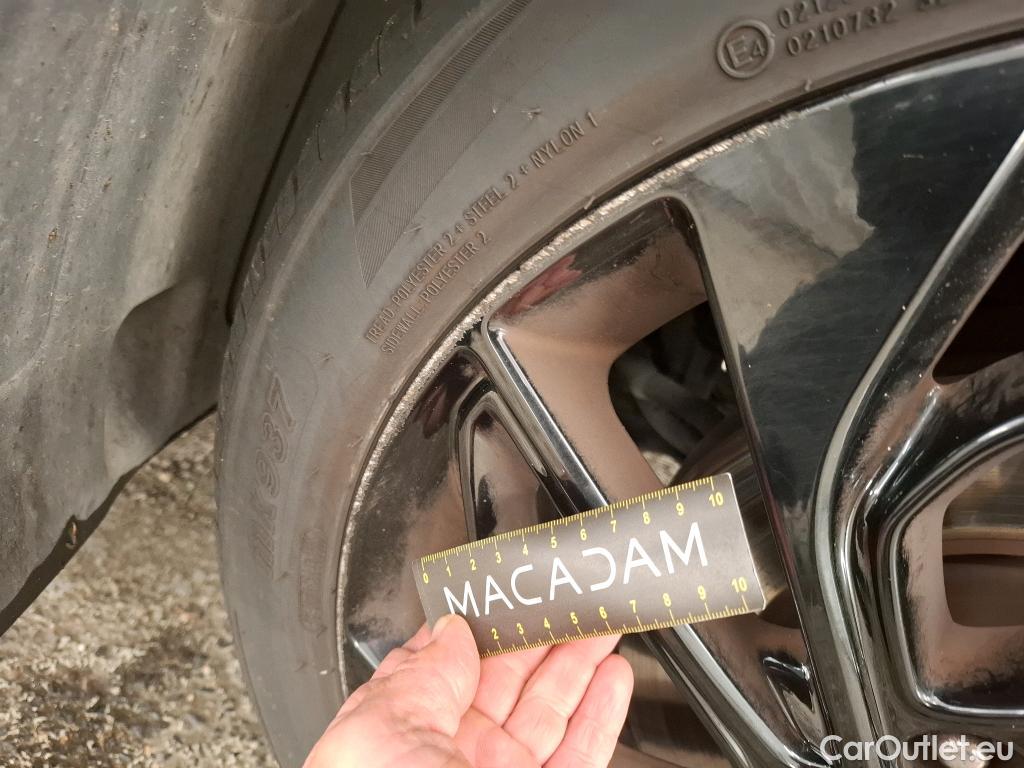 E4
0210732
TREAD POLYESTER 2 + STEEL 2 + NYLON 1
SIDEWALL POLYESTER 2
0 1 2 3 4 5 6 7 8 9 10
MACADAM
2 3 4 5 6 7 8 9 10
CarOutlet.eu